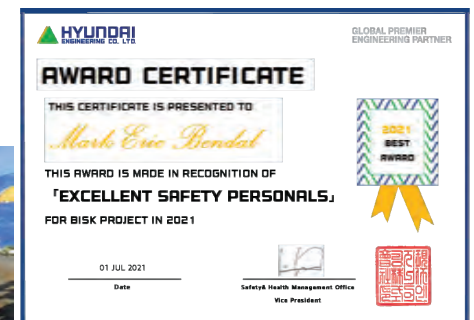 HYUNDAI
ENGINEERING CO., LTD.
GLOBAL PREMIER
ENGINEERING PARTNER
AWARD CERTIFICATE
THIS CERTIFICATE IS PRESENTED TO
Mark Eric Bendal
2021
BEST
AWARD
THIS AWARD IS MADE IN RECOGNITION OF
「EXCELLENT SAFETY PERSONALS」
FOR BISK PROJECT IN 2021
01 JUL 2021
Date
Safety& Health Management Office
Vice President